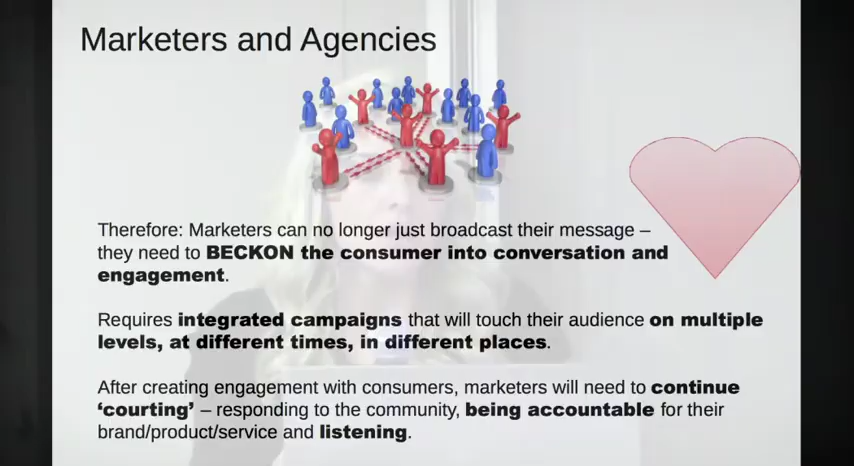 Marketers and Agencies
Therefore: Marketers can no longer just broadcast their message –
they need to BECKON the consumer into conversation and
engagement.
Requires integrated campaigns that will touch their audience on multiple
levels, at different times, in different places.
After creating engagement with consumers, marketers will need to continue
‘courting’ – responding to the community, being accountable for their
brand/product/service and listening.